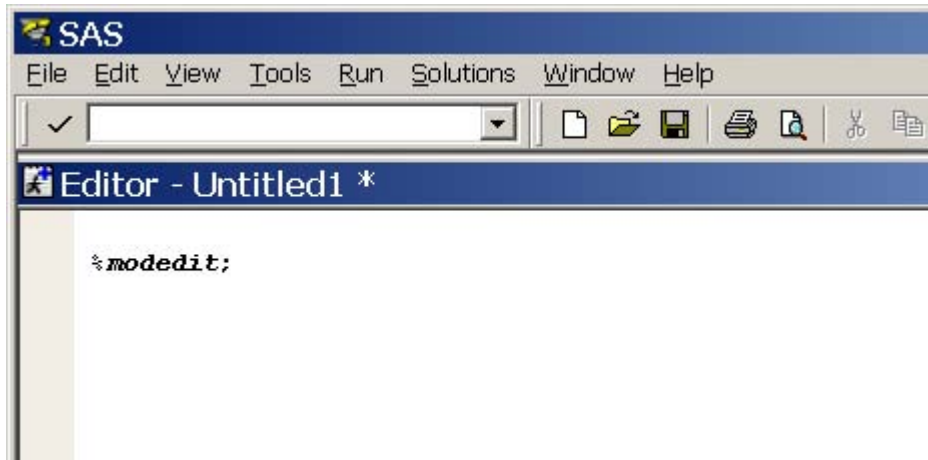 SAS
File Edit View Tools Run Solutions Window Help
Editor - Untitled1 *
%modedit;